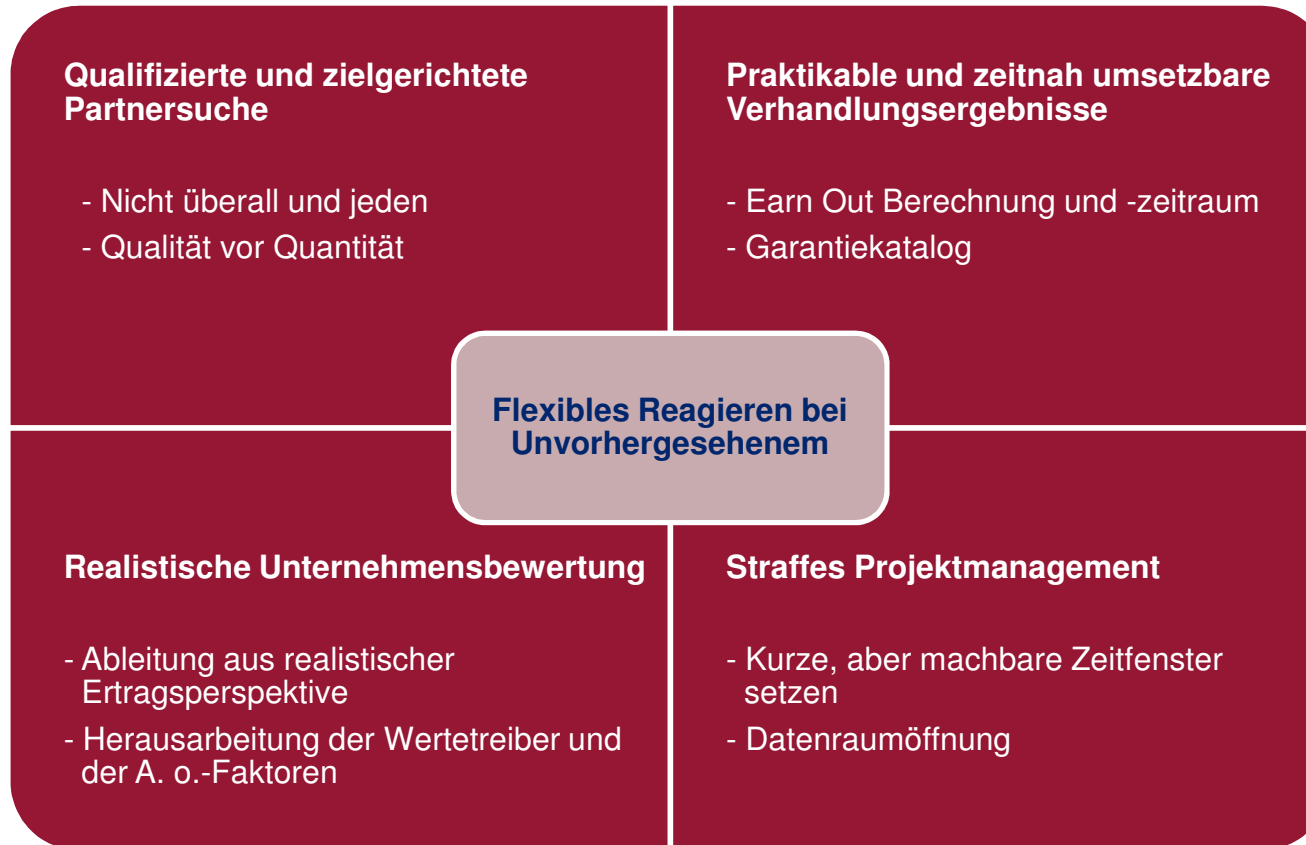 Qualifizierte und zielgerichtete
Partnersuche
- Nicht überall und jeden
- Qualität vor Quantität
Praktikable und zeitnah umsetzbare
Verhandlungsergebnisse
- Earn Out Berechnung und -zeitraum
- Garantiekatalog
Flexibles Reagieren bei
Unvorhergesehenem
Realistische Unternehmensbewertung
- Ableitung aus realistischer
Ertragsperspektive
- Herausarbeitung der Wertetreiber und
der A. o.-Faktoren
Straffes Projektmanagement
- Kurze, aber machbare Zeitfenster
setzen
- Datenraumöffnung